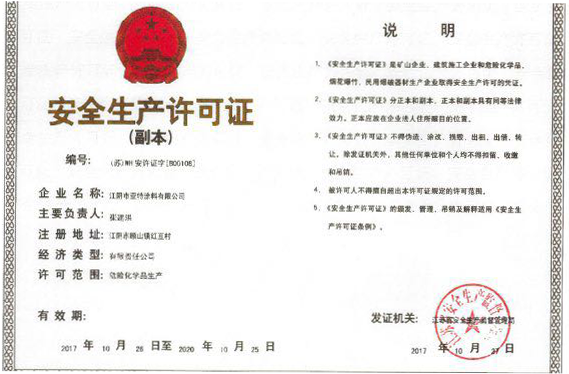 安全生产许可证
(副本)
编号: (苏)WH安许证字[B00108]
企业名称: 江阴市亚特涂料有限公司
主要负责人: 崔建洪
注册地址: 江阴市顾山镇红豆村
经济类型: 有限责任公司
许可范围: 危险化学品生产
有效期:
2017 年 10 月 26 日至 2020 年 10 月 25 日
说 明
1. 《安全生产许可证》是矿山企业、建筑施工企业和危险化学品、
烟花爆竹、民用爆破器材生产企业取得安全生产许可的凭证。
2. 《安全生产许可证》分正本和副本,正本和副本具有同等法律
效力。正本应放在企业法人住所醒目的位置。
3. 《安全生产许可证》不得伪造、涂改、损毁、出租、出借、转
让。除发证机关外,其他任何单位和个人均不得扣留、收缴
和吊销。
4. 被许可人不得擅自超出本许可证规定的许可范围。
5. 《安全生产许可证》的颁发、管理、吊销及解释适用《安全生
产许可证条例》。
发证机关: 江苏省安全生产监督管理局
2017 年 10 月 27 日